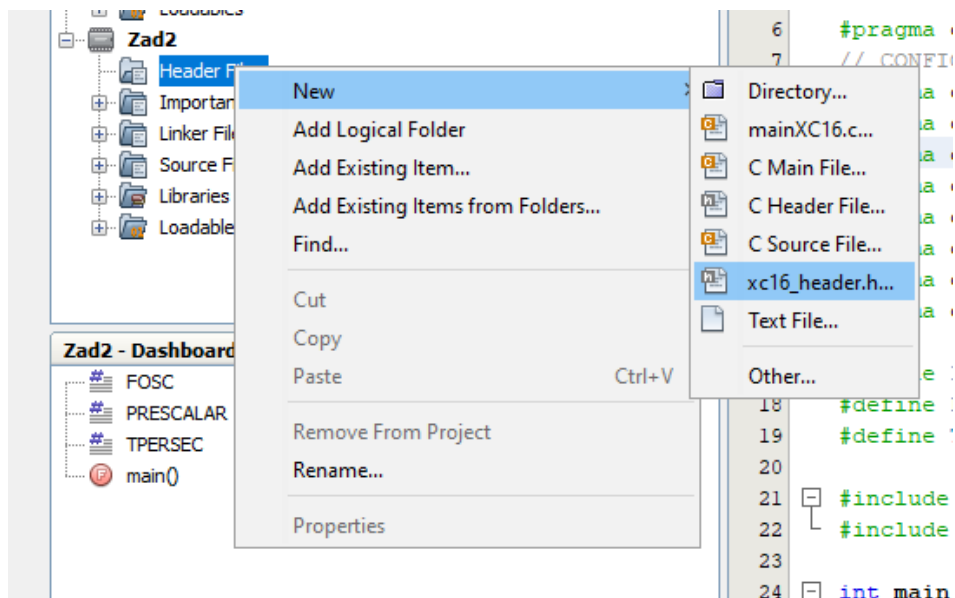 Zad2
Header
New
Add Logical Folder
Add Existing Item...
Add Existing Items from Folders...
Find...
Cut
Copy
Paste Ctrl+V
Remove From Project
Rename...
Properties
Directory...
mainXC16.c...
C Main File...
C Header File...
C Source File...
xc16_header.h...
Text File...
Other...
Importan
Linker File
Source F
Libraries
Loadable
Zad2 - Dashboard
FOSC
PRESCALAR
TPERSEC
main()
6 #pragma
7 // CONFIG
18 #define
19 #define
20
21 #include
22 #include
23
24 int main